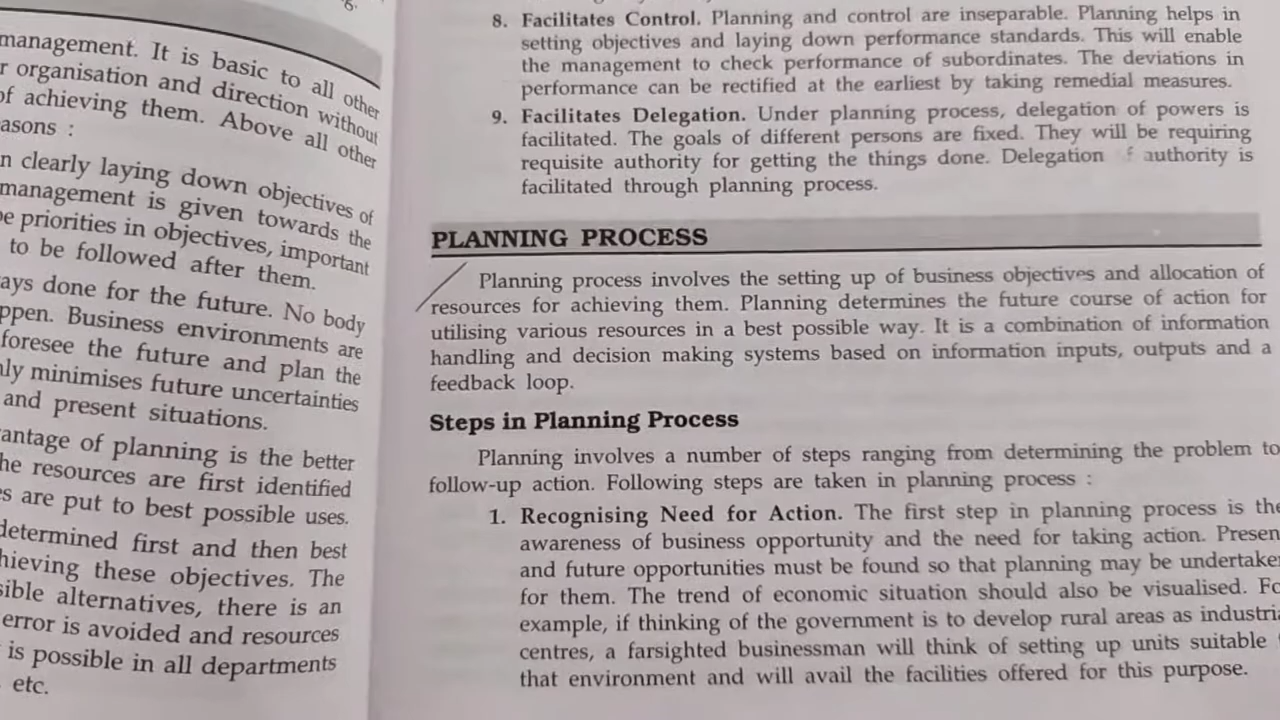 management. It is basic to all other
organisation and direction without
of achieving them. Above all other
asons :
n clearly laying down objectives of
management is given towards the
e priorities in objectives, important
to be followed after them.
ays done for the future. No body
ppen. Business environments are
foresee the future and plan the
ly minimises future uncertainties
and present situations.
antage of planning is the better
he resources are first identified
s are put to best possible uses.
determined first and then best
hieving these objectives. The
sible alternatives, there is an
error is avoided and resources
is possible in all departments
etc.
8. Facilitates Control. Planning and control are inseparable. Planning helps in
setting objectives and laying down performance standards. This will enable
the management to check performance of subordinates. The deviations in
performance can be rectified at the earliest by taking remedial measures.
9. Facilitates Delegation. Under planning process, delegation of powers is
facilitated. The goals of different persons are fixed. They will be requiring
requisite authority for getting the things done. Delegation f authority is
facilitated through planning process.
PLANNING PROCESS
Planning process involves the setting up of business objectives and allocation of
resources for achieving them. Planning determines the future course of action for
utilising various resources in a best possible way. It is a combination of information
handling and decision making systems based on information inputs, outputs and a
feedback loop.
Steps in Planning Process
Planning involves a number of steps ranging from determining the problem to
follow-up action. Following steps are taken in planning process :
1. Recognising Need for Action. The first step in planning process is the
awareness of business opportunity and the need for taking action. Presen
and future opportunities must be found so that planning may be undertake
for them. The trend of economic situation should also be visualised. Fo
example, if thinking of the government is to develop rural areas as industria
centres, a farsighted businessman will think of setting up units suitable
that environment and will avail the facilities offered for this purpose.